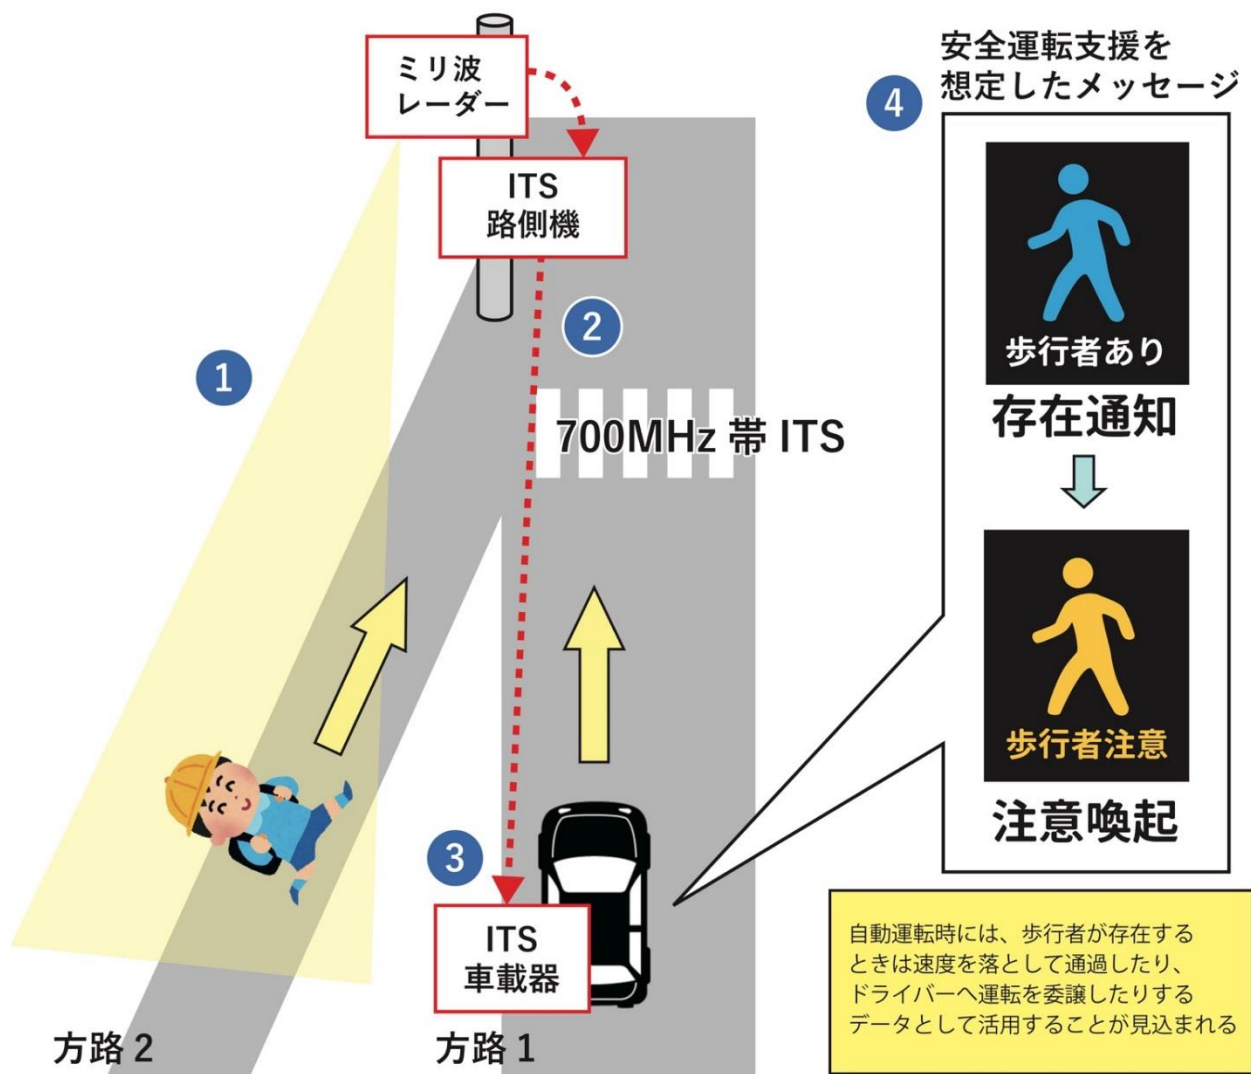 ミリ波
レーダー
ITS
路側機
1
2
700MHz 帯 ITS
3
ITS
車載器
方路 2
方路 1
4
安全運転支援を
想定したメッセージ
歩行者あり
存在通知
歩行者注意
注意喚起
自動運転時には、歩行者が存在する
ときは速度を落として通過したり、
ドライバーへ運転を委譲したりする
データとして活用することが見込まれる